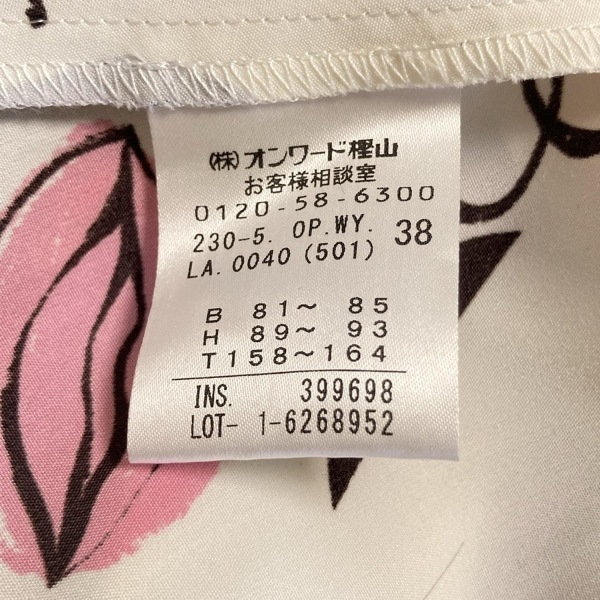 (株)オンワード樫山
お客様相談室
0120-58-6300
230-5. OP.WY. 38
LA.0040(501)
B 81〜 85
H 89〜 93
T158〜164
INS. 399698
LOT- 1-6268952